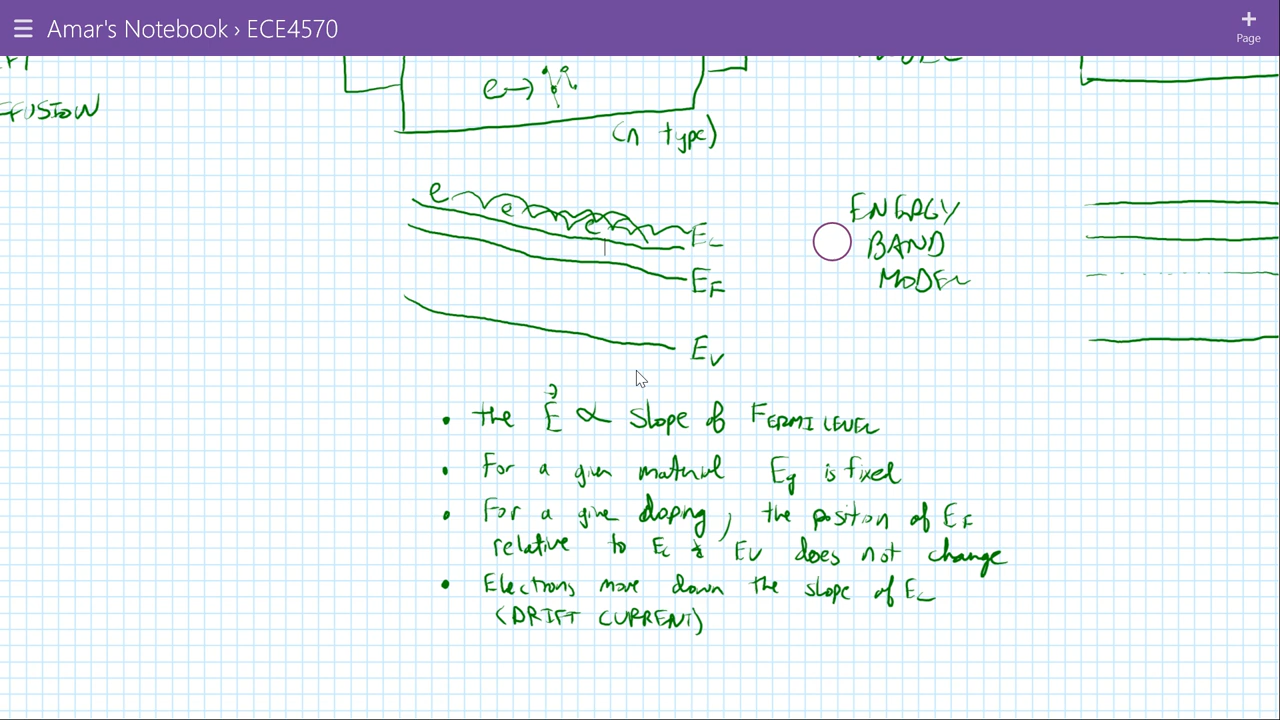 Amar's Notebook › ECE4570
Page
FFUSION
e→
(n type)
e
e
e
EC
EF
EV
ENERGY
BAND
MODEL
• the E ∝ slope of FERMI LEVEL
• For a given material Eg is fixed
• For a give doping, the position of EF
relative to EC & EV does not change
• Electrons move down the slope of EC
(DRIFT CURRENT)